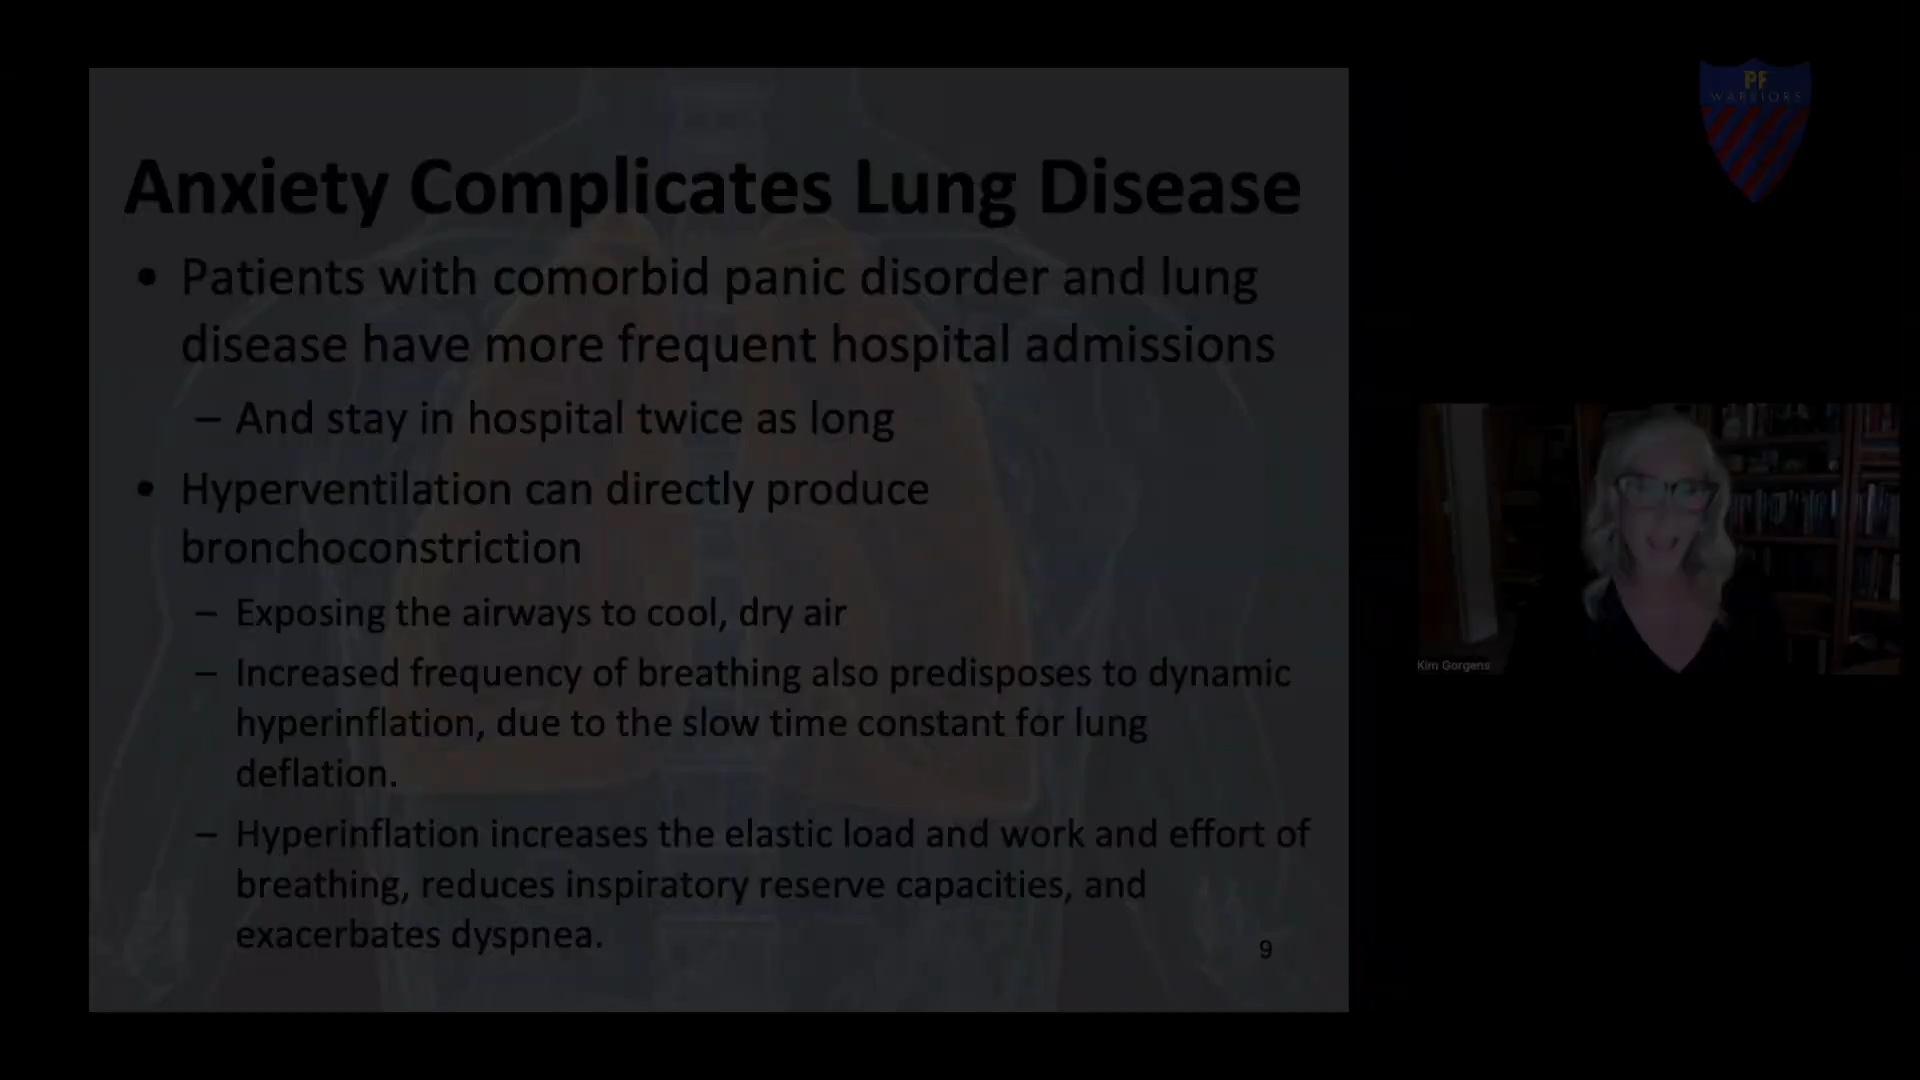 PF
WARRIORS
Anxiety Complicates Lung Disease
• Patients with comorbid panic disorder and lung
disease have more frequent hospital admissions
– And stay in hospital twice as long
• Hyperventilation can directly produce
bronchoconstriction
– Exposing the airways to cool, dry air
– Increased frequency of breathing also predisposes to dynamic
hyperinflation, due to the slow time constant for lung
deflation.
– Hyperinflation increases the elastic load and work and effort of
breathing, reduces inspiratory reserve capacities, and
exacerbates dyspnea.
9
Kim Gorgens